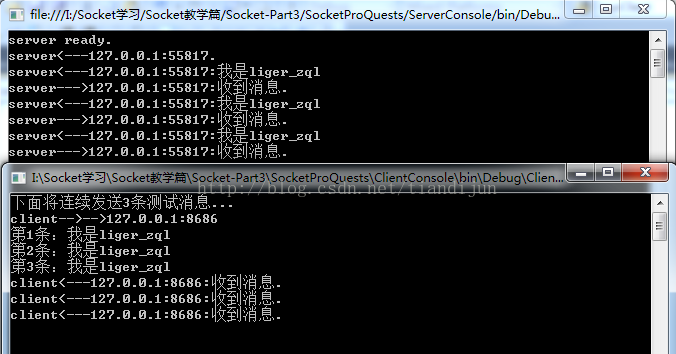 file:///I:/Socket学习/Socket教学篇/Socket-Part3/SocketProQuests/ServerConsole/bin/Debu...
server ready.
server<---127.0.0.1:55817.
server<---127.0.0.1:55817:我是liger_zql
server--->127.0.0.1:55817:收到消息.
server<---127.0.0.1:55817:我是liger_zql
server--->127.0.0.1:55817:收到消息.
server<---127.0.0.1:55817:我是liger_zql
server--->127.0.0.1:55817:收到消息.
I:\Socket学习\Socket教学篇\Socket-Part3\SocketProQuests\ClientConsole\bin\Debug\Clien...
http://blog.csdn.net/tiandijun
下面将连续发送3条测试消息...
client-->-->127.0.0.1:8686
第1条：我是liger_zql
第2条：我是liger_zql
第3条：我是liger_zql
client<---127.0.0.1:8686:收到消息.
client<---127.0.0.1:8686:收到消息.
client<---127.0.0.1:8686:收到消息.